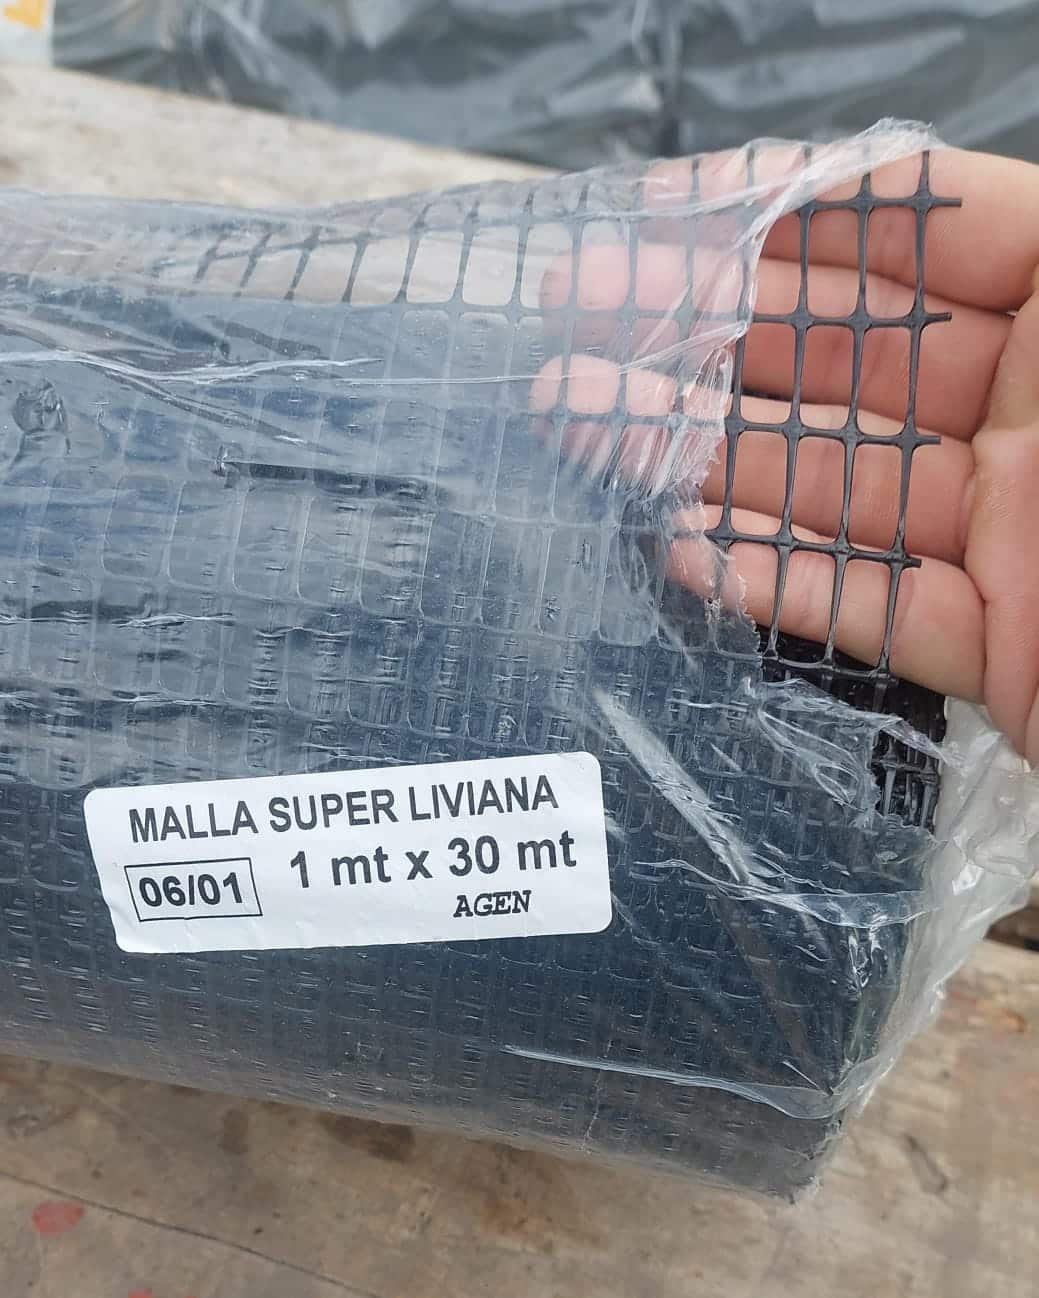 MALLA SUPER LIVIANA
06/01 1 mt x 30 mt
AGEN